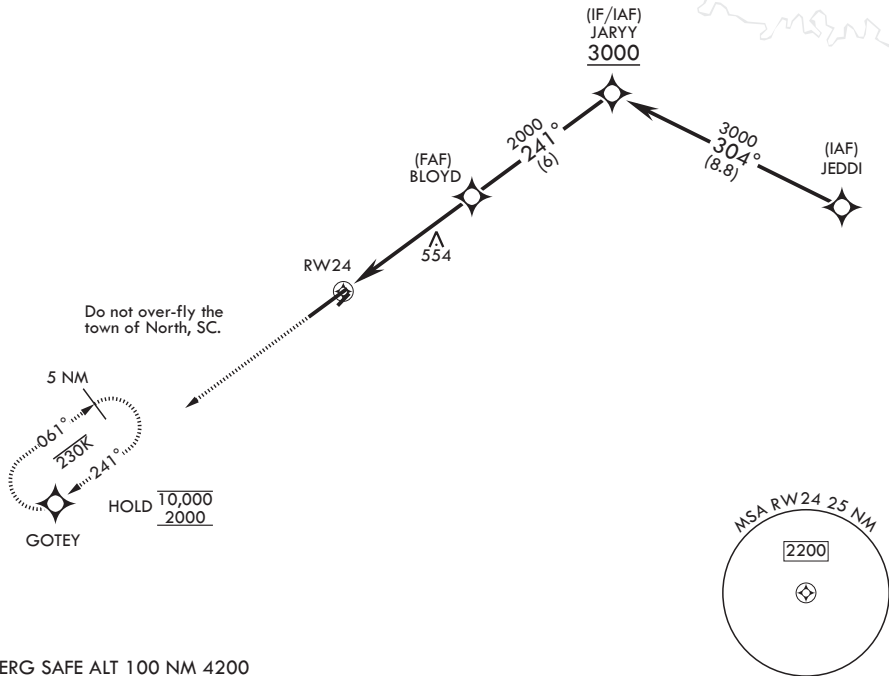 (IF/IAF)
JARYY
3000
2000
241°
(6)
3000
304°
(8.8)
(IAF)
JEDDI
(FAF)
BLOYD
554
RW24
Do not over-fly the
town of North, SC.
5 NM
061°
230K
241°
HOLD 10,000
2000
GOTEY
MSA RW24 25 NM
2200
ERG SAFE ALT 100 NM 4200